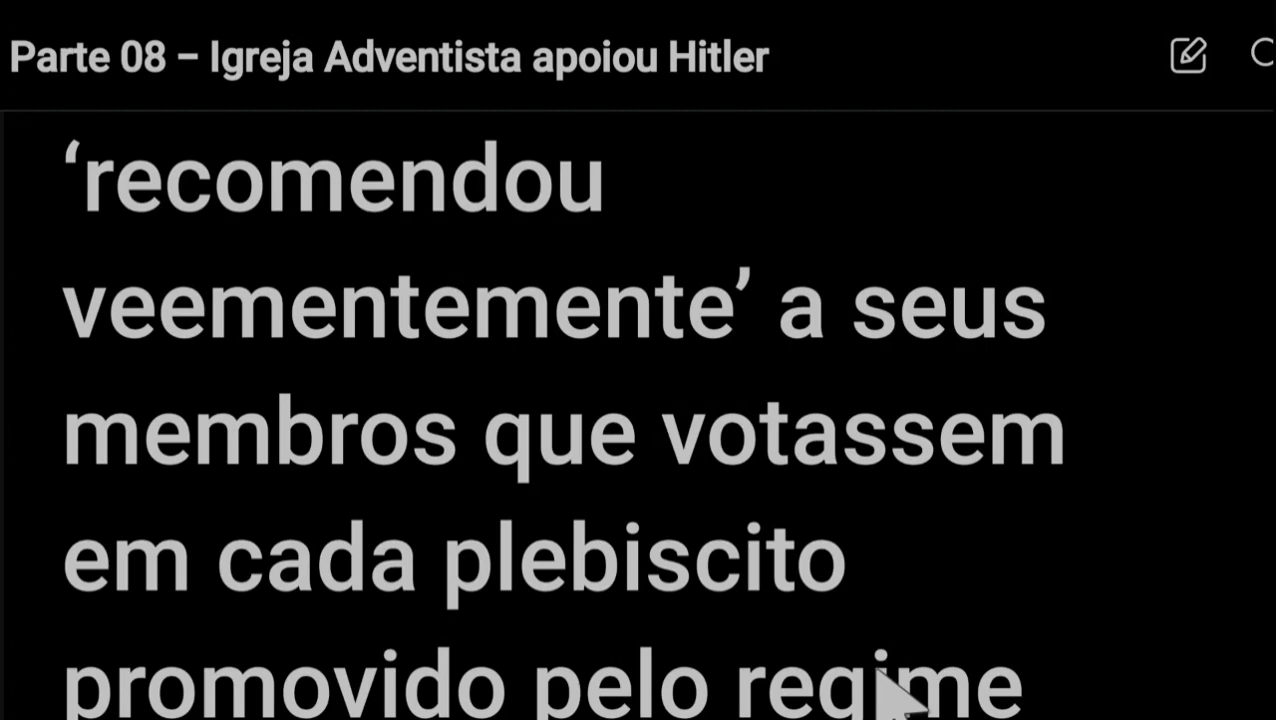 Parte 08 – Igreja Adventista apoiou Hitler
‘recomendou
veementemente’ a seus
membros que votassem
em cada plebiscito
promovido pelo regime